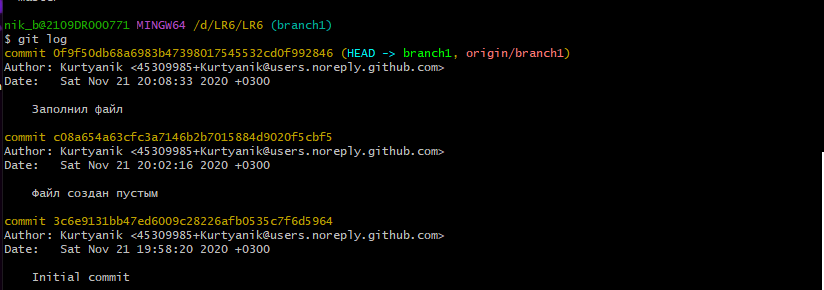 nik_b@2109DR000771 MINGW64 /d/LR6/LR6 (branch1)
$ git log
commit 0f9f50db68a6983b47398017545532cd0f992846 (HEAD -> branch1, origin/branch1)
Author: Kurtyanik <45309985+Kurtyanik@users.noreply.github.com>
Date:   Sat Nov 21 20:08:33 2020 +0300
Заполнил файл
commit c08a654a63cfc3a7146b2b7015884d9020f5cbf5
Author: Kurtyanik <45309985+Kurtyanik@users.noreply.github.com>
Date:   Sat Nov 21 20:02:16 2020 +0300
Файл создан пустым
commit 3c6e9131bb47ed6009c28226afb0535c7f6d5964
Author: Kurtyanik <45309985+Kurtyanik@users.noreply.github.com>
Date:   Sat Nov 21 19:58:20 2020 +0300
Initial commit